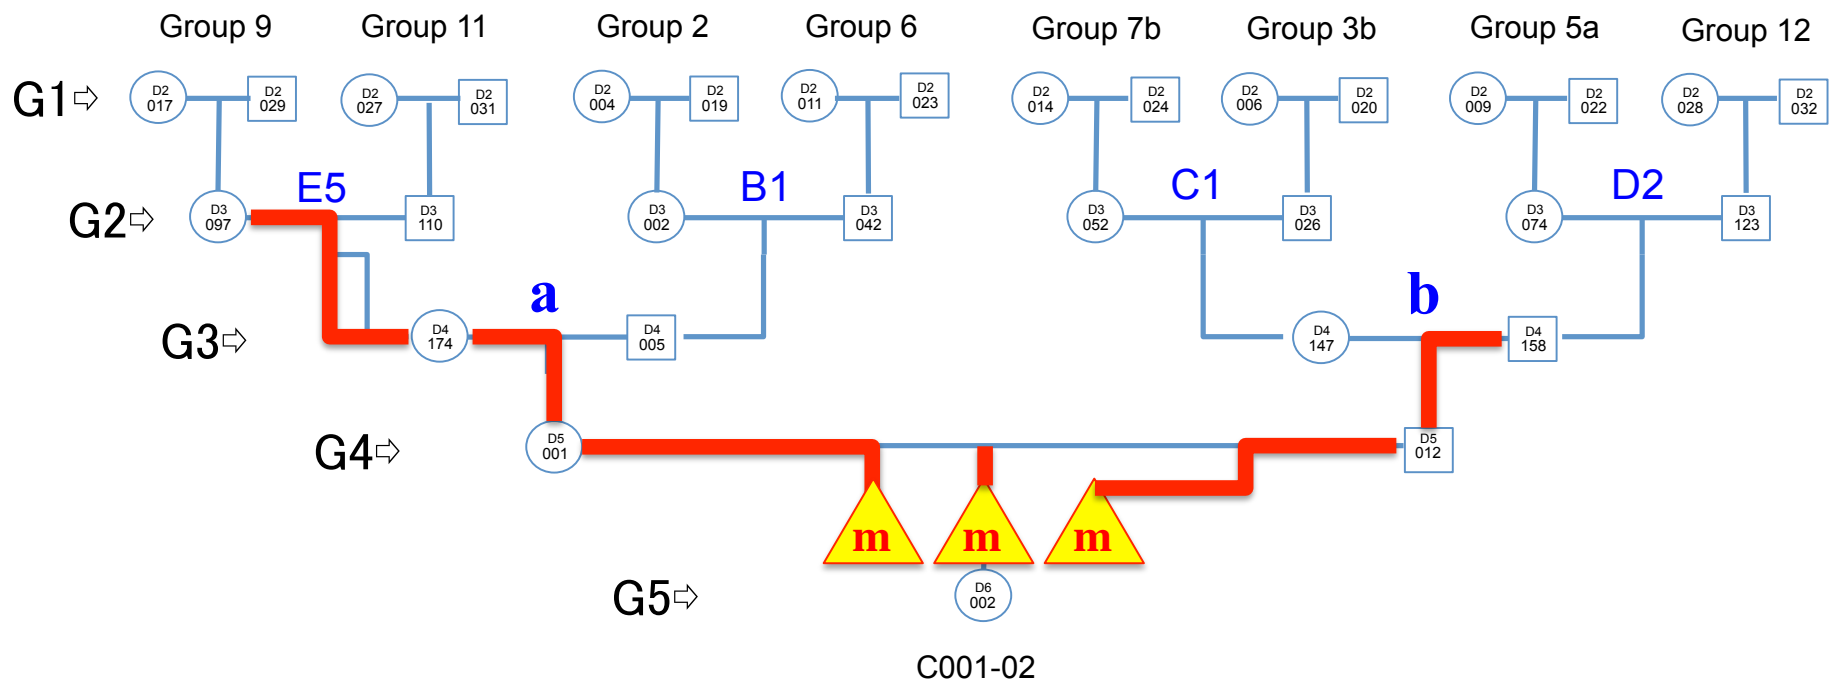 Group 9 Group 11 Group 2 Group 6 Group 7b Group 3b Group 5a Group 12
G1⇨
D2 D2 D2 D2 D2 D2 D2 D2 D2 D2 D2 D2 D2 D2 D2 D2
017 029 027 031 004 019 011 023 014 024 006 020 009 022 028 032
E5 B1 C1 D2
G2⇨
D3 D3 D3 D3 D3 D3 D3 D3
097 110 002 042 052 026 074 123
a b
G3⇨
D4 D4 D4 D4
174 005 147 158
G4⇨
D5 D5
001 012
m m m
G5⇨
D6
002
C001-02